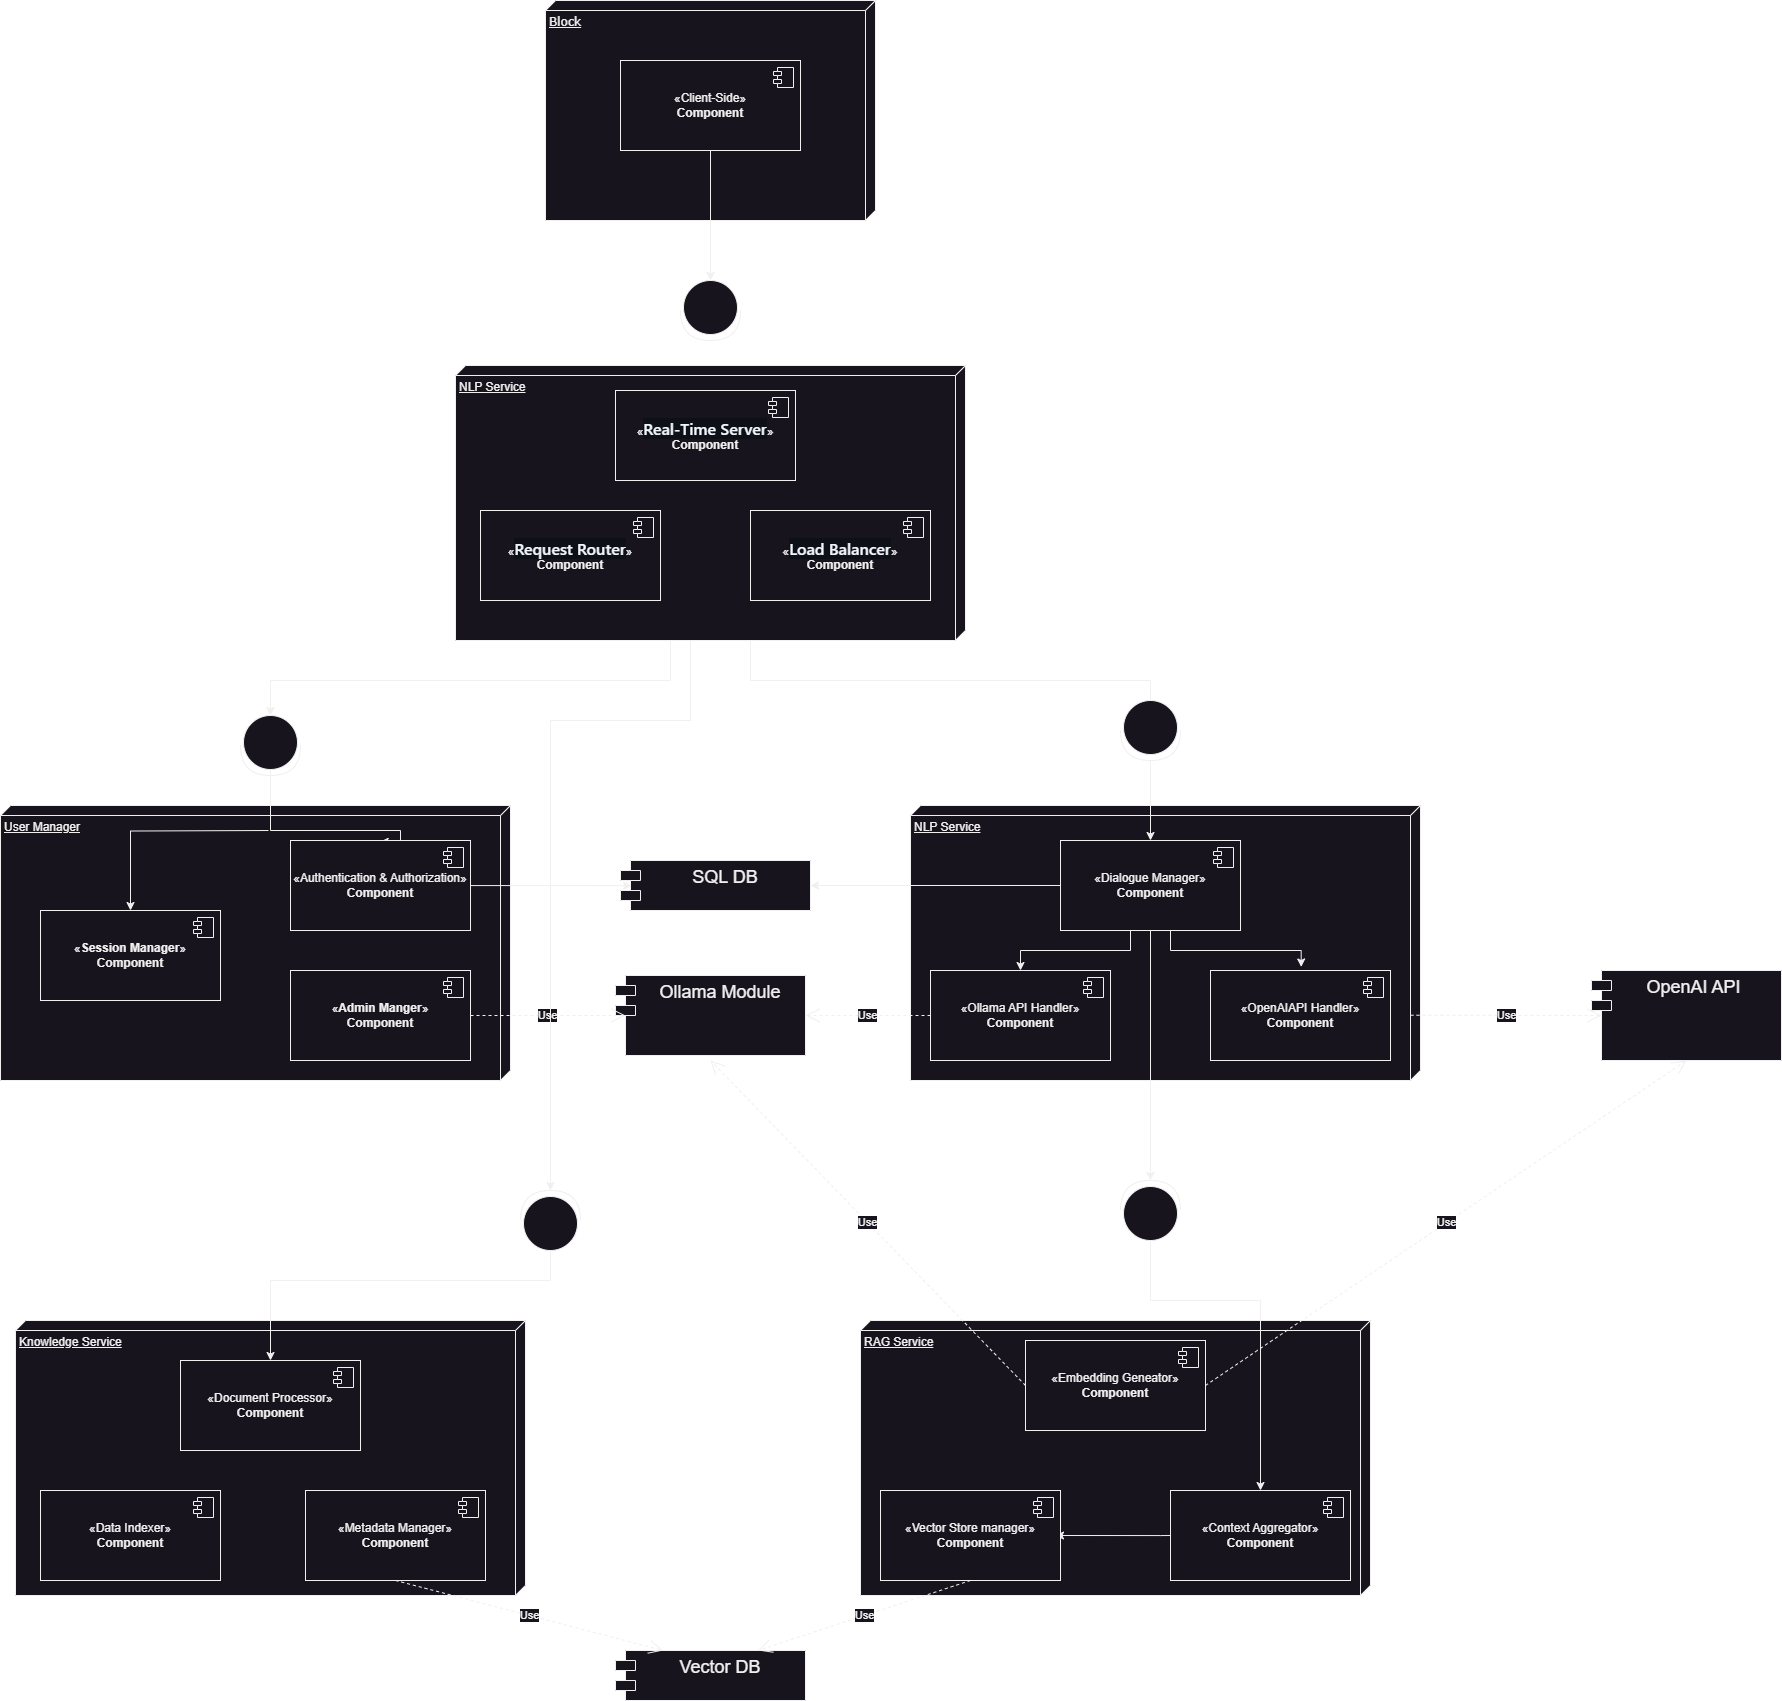 Block
«Client-Side»
Component
NLP Service
«Real-Time Server»
Component
«Request Router»
Component
«Load Balancer»
Component
User Manager
«Authentication & Authorization»
Component
«Session Manager»
Component
«Admin Manger»
Component
Use
SQL DB
Ollama Module
Use
NLP Service
«Dialogue Manager»
Component
«Ollama API Handler»
Component
«OpenAIAPI Handler»
Component
Use
OpenAI API
Use
Use
Knowledge Service
«Document Processor»
Component
«Data Indexer»
Component
«Metadata Manager»
Component
RAG Service
«Embedding Geneator»
Component
«Vector Store manager»
Component
«Context Aggregator»
Component
Use
Use
Vector DB